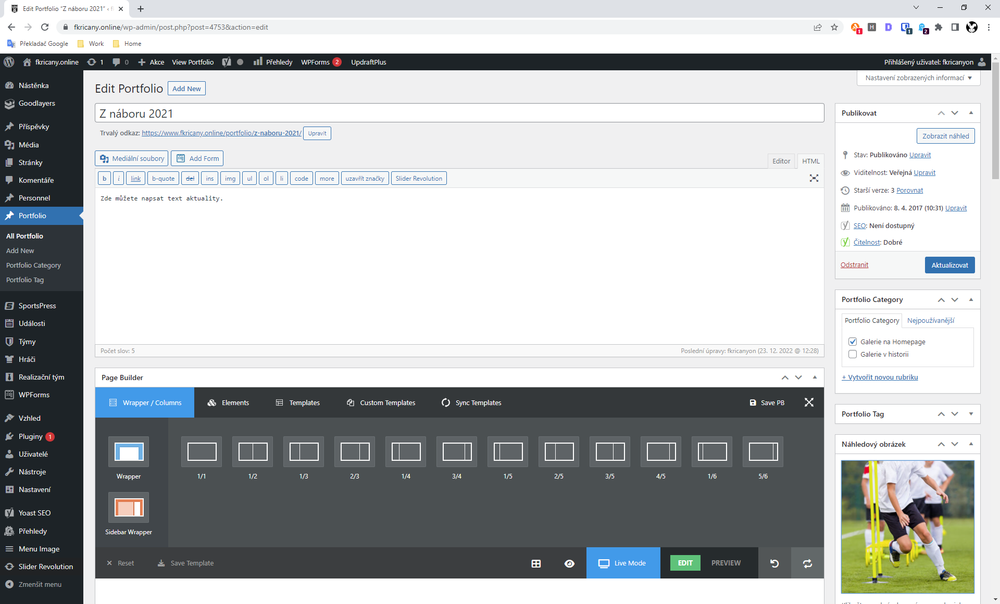 Edit Portfolio “Z náboru 2021” ‹ f
fkricany.online/wp-admin/post.php?post=4753&action=edit
1
H
D
1
2
Překladač Google
Work
Home
fkricany.online
1
0
Akce
View Portfolio
Přehledy
WPForms 2
UpdraftPlus
Přihlášený uživatel: fkricanyon
Nastavení zobrazených informací
Nástěnka
Goodlayers
Příspěvky
Média
Stránky
Komentáře
Personnel
Portfolio
All Portfolio
Add New
Portfolio Category
Portfolio Tag
SportsPress
Události
Týmy
Hráči
Realizační tým
WPForms
Vzhled
Pluginy 1
Uživatelé
Nástroje
Nastavení
Yoast SEO
Přehledy
Menu Image
Slider Revolution
Zmenšit menu
Edit Portfolio
Add New
Z náboru 2021
Trvalý odkaz: https://www.fkricany.online/portfolio/z-naboru-2021/ Upravit
Mediální soubory
Add Form
Editor
HTML
b i link b-quote del ins img ul ol li code more uzavřít značky Slider Revolution
Zde můžete napsat text aktuality.
Počet slov: 5
Poslední úpravy: fkricanyon (23. 12. 2022 @ 12:28)
Page Builder
Wrapper / Columns
Elements
Templates
Custom Templates
Sync Templates
Save PB
Wrapper
1/1 1/2 1/3 2/3 1/4 3/4 1/5 2/5 3/5 4/5 1/6 5/6
Sidebar Wrapper
Reset
Save Template
Live Mode
EDIT
PREVIEW
Publikovat
Zobrazit náhled
Stav: Publikováno Upravit
Viditelnost: Veřejná Upravit
Starší verze: 3 Porovnat
Publikováno: 8. 4. 2017 (10:31) Upravit
SEO: Není dostupný
Čitelnost: Dobré
Odstranit
Aktualizovat
Portfolio Category
Portfolio Category
Nejpoužívanější
Galerie na Homepage
Galerie v historii
+ Vytvořit novou rubriku
Portfolio Tag
Náhledový obrázek